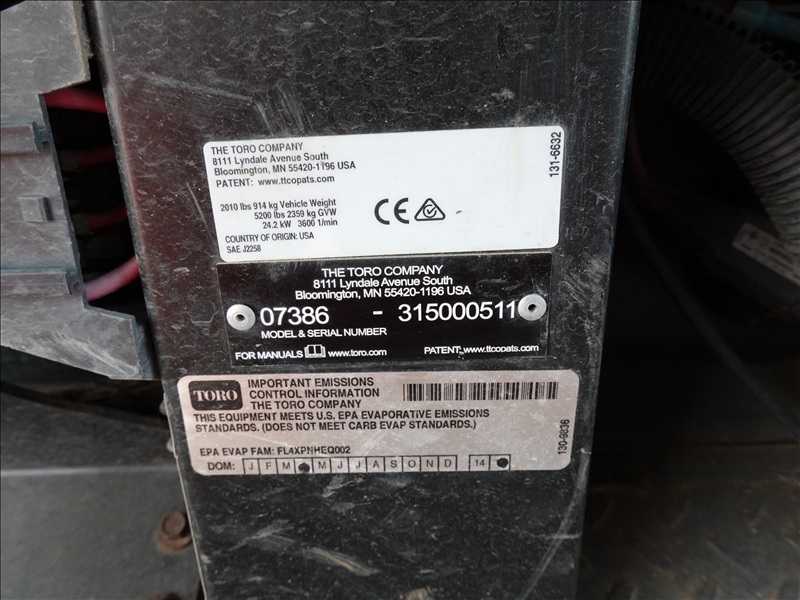 THE TORO COMPANY
8111 Lyndale Avenue South
Bloomington, MN 55420-1196 USA
PATENT: www.ttcopats.com
2010 lbs 914 kg Vehicle Weight
5200 lbs 2359 kg GVW
24.2 kW 3600 1/min
COUNTRY OF ORIGIN: USA
SAE J2258
CE
131-6632
THE TORO COMPANY
8111 Lyndale Avenue South
Bloomington, MN 55420-1196 USA
07386 - 315000511
MODEL & SERIAL NUMBER
FOR MANUALS www.toro.com PATENT: www.ttcopats.com
TORO
IMPORTANT EMISSIONS
CONTROL INFORMATION
THE TORO COMPANY
THIS EQUIPMENT MEETS U.S. EPA EVAPORATIVE EMISSIONS
STANDARDS. (DOES NOT MEET CARB EVAP STANDARDS.)
EPA EVAP FAM: FL4XPNHEQ002
DOM: J F M M J J A S O N D 14
130-9836